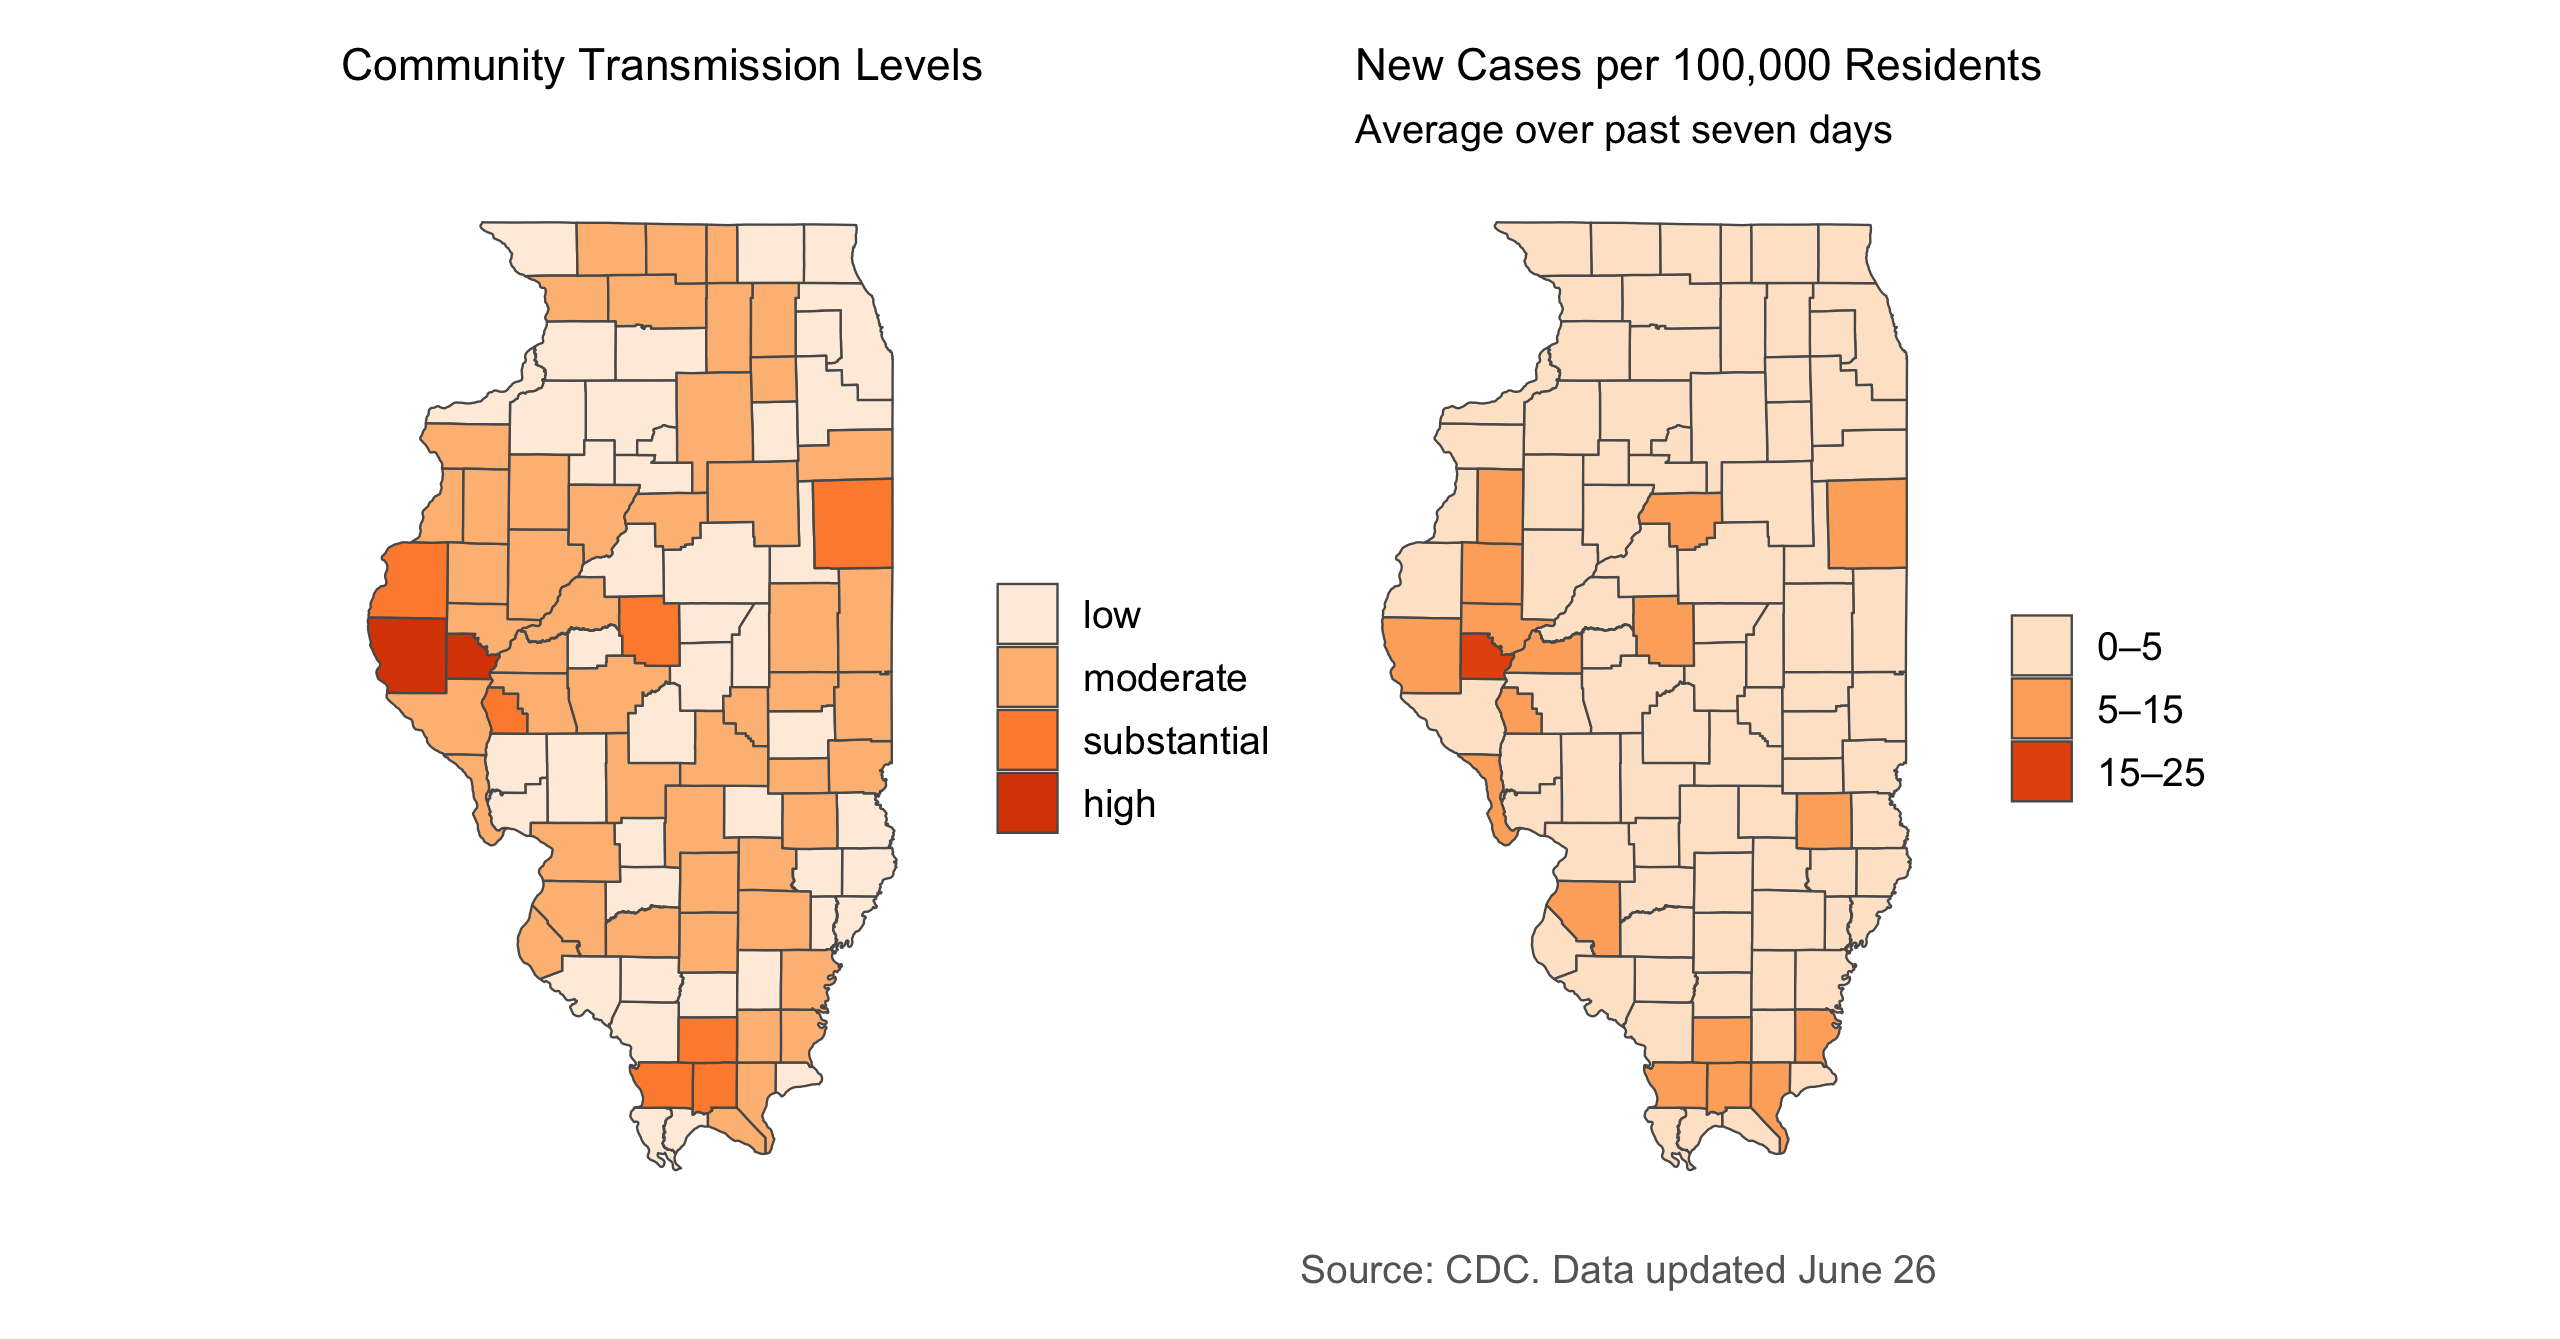 Community Transmission Levels
New Cases per 100,000 Residents
Average over past seven days
low
moderate
substantial
high
0–5
5–15
15–25
Source: CDC. Data updated June 26